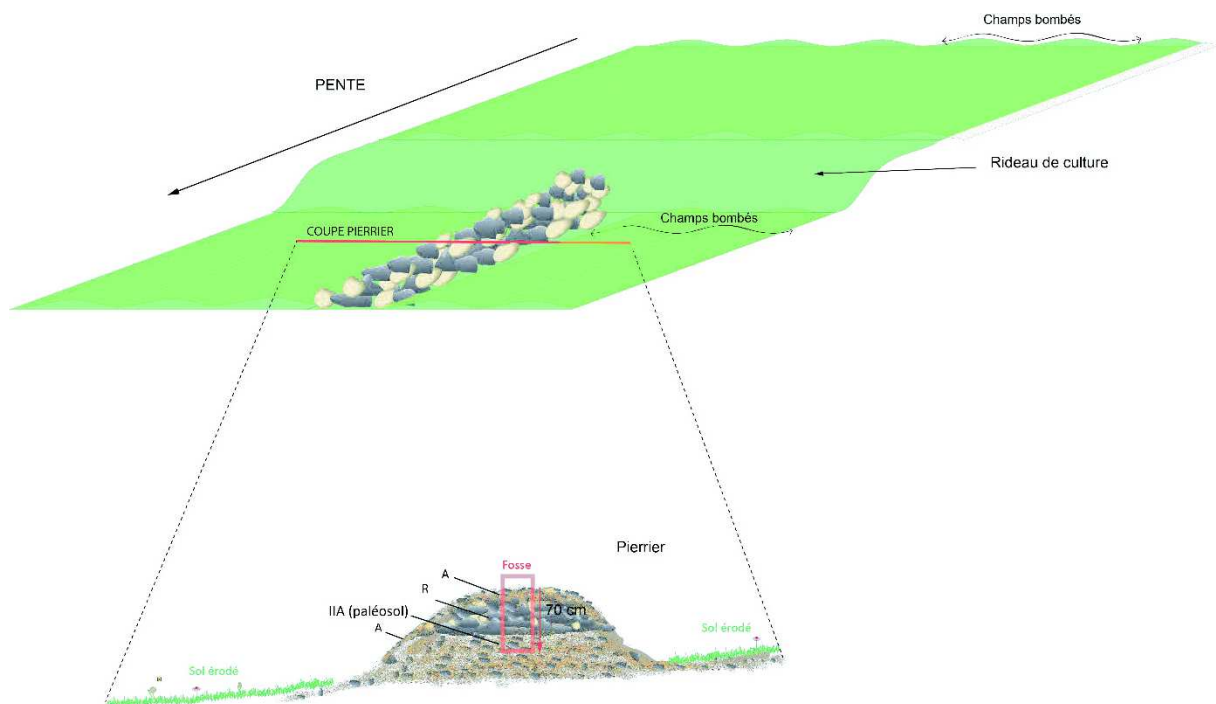 Champs bombés
PENTE
Rideau de culture
Champs bombés
COUPE PIERRIER
Pierrier
Fosse
A
R
70 cm
IIA (paléosol)
A
Sol érodé
Sol érodé